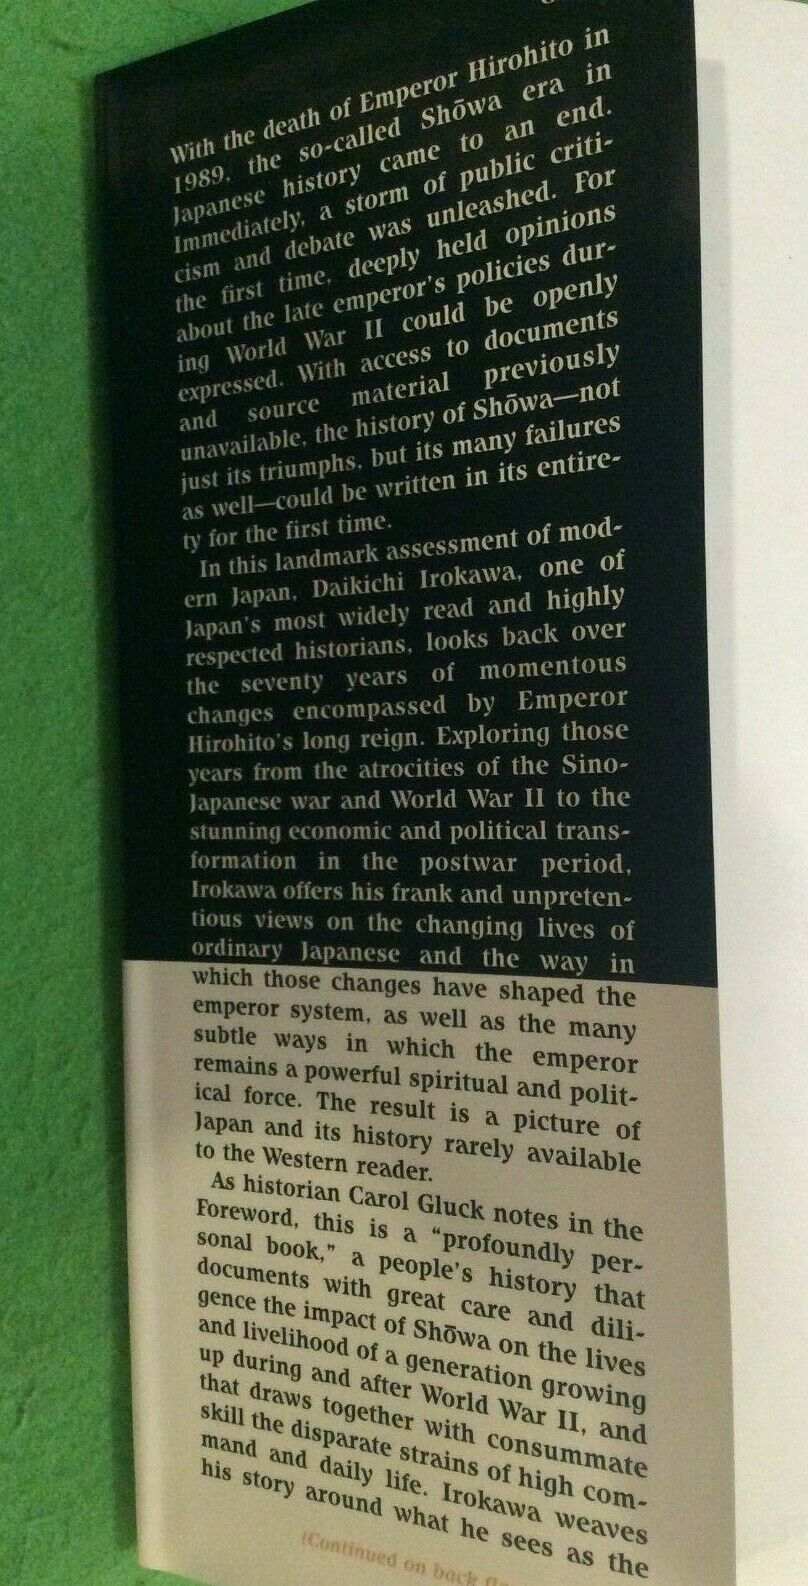 With the death of Emperor Hirohito in
1989, the so-called Shōwa era in
Japanese history came to an end.
Immediately, a storm of public criti-
cism and debate was unleashed. For
the first time, deeply held opinions
about the late emperor's policies dur-
ing World War II could be openly
expressed. With access to documents
and source material previously
unavailable, the history of Shōwa—not
just its triumphs, but its many failures
as well—could be written in its entire-
ty for the first time.
In this landmark assessment of mod-
ern Japan, Daikichi Irokawa, one of
Japan's most widely read and highly
respected historians, looks back over
the seventy years of momentous
changes encompassed by Emperor
Hirohito's long reign. Exploring those
years from the atrocities of the Sino-
Japanese war and World War II to the
stunning economic and political trans-
formation in the postwar period,
Irokawa offers his frank and unpreten-
tious views on the changing lives of
ordinary Japanese and the way in
which those changes have shaped the
emperor system, as well as the many
subtle ways in which the emperor
remains a powerful spiritual and polit-
ical force. The result is a picture of
Japan and its history rarely available
to the Western reader.
As historian Carol Gluck notes in the
Foreword, this is a “profoundly per-
sonal book,” a people's history that
documents with great care and dili-
gence the impact of Shōwa on the lives
and livelihood of a generation growing
up during and after World War II, and
that draws together with consummate
skill the disparate strains of high com-
mand and daily life. Irokawa weaves
his story around what he sees as the
(Continued on back